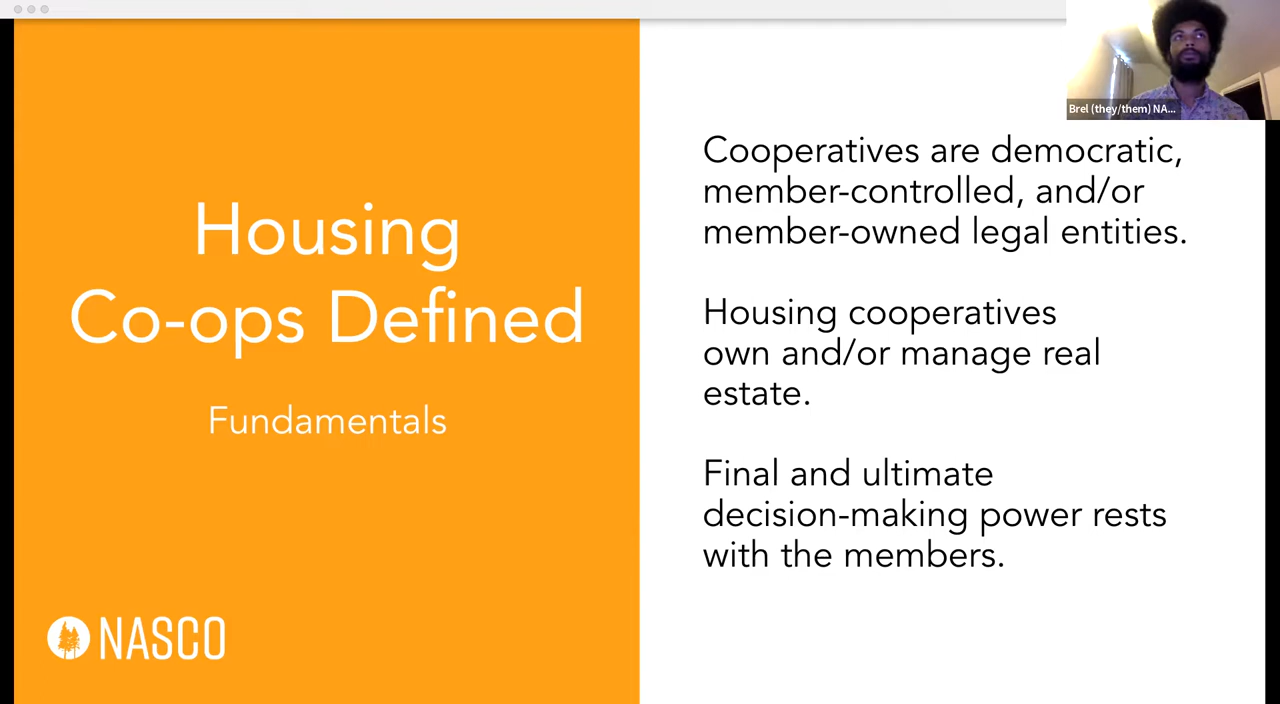 Housing
Co-ops Defined
Fundamentals
NASCO
Brel (they/them) NA...
Cooperatives are democratic,
member-controlled, and/or
member-owned legal entities.
Housing cooperatives
own and/or manage real
estate.
Final and ultimate
decision-making power rests
with the members.